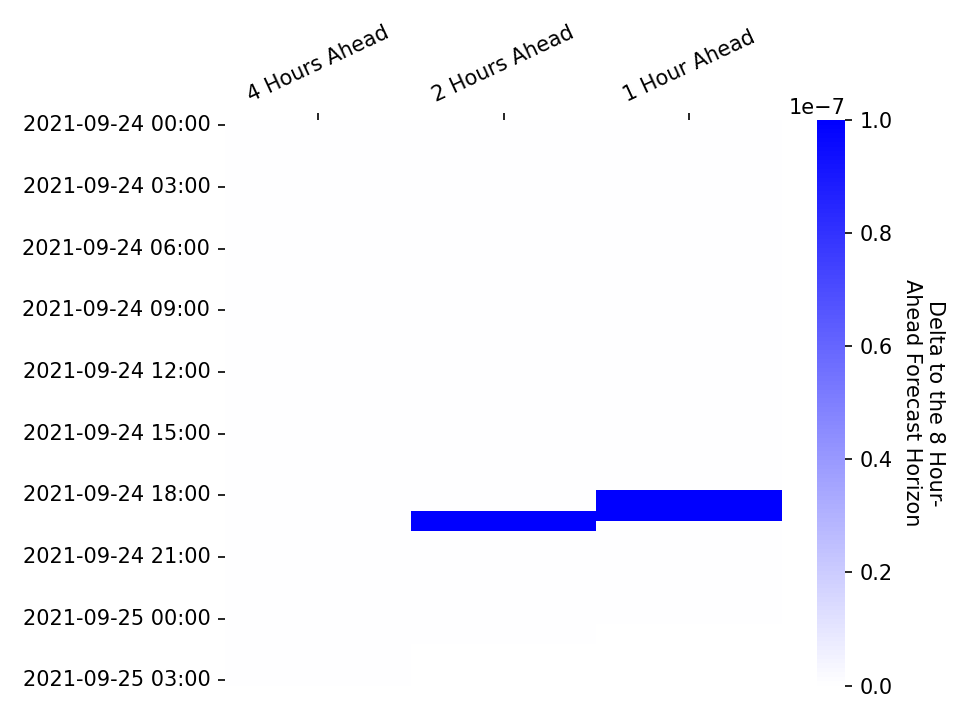 4 Hours Ahead
2 Hours Ahead
1 Hour Ahead
2021-09-24 00:00
2021-09-24 03:00
2021-09-24 06:00
2021-09-24 09:00
2021-09-24 12:00
2021-09-24 15:00
2021-09-24 18:00
2021-09-24 21:00
2021-09-25 00:00
2021-09-25 03:00
1e−7
1.0
0.8
0.6
0.4
0.2
0.0
Delta to the 8 Hour-
Ahead Forecast Horizon